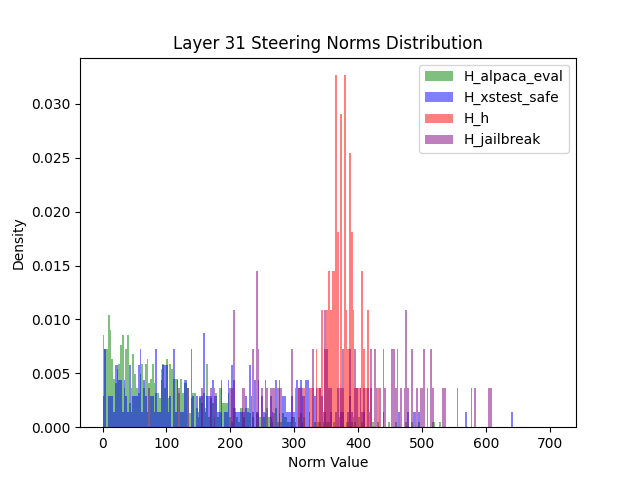 Layer 31 Steering Norms Distribution
H_alpaca_eval
H_xstest_safe
H_h
H_jailbreak
0.030
0.025
0.020
0.015
0.010
0.005
0.000
Density
0 100 200 300 400 500 600 700
Norm Value